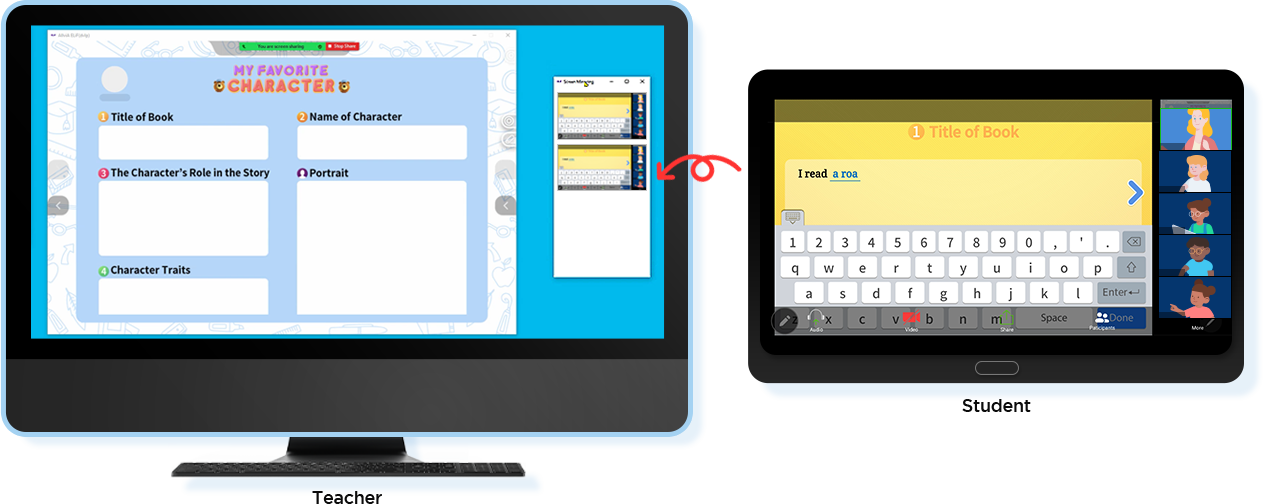 You are screen sharing
Stop Share
MY FAVORITE
CHARACTER
1 Title of Book
2 Name of Character
3 The Character's Role in the Story
Portrait
4 Character Traits
Screen Mirroring
1 Title of Book
I read a roa
1 2 3 4 5 6 7 8 9 0 , ' .
q w e r t y u i o p
a s d f g h j k l Enter
z x c v b n m Space Done
Audio
Video
Share
Participants
More
Teacher
Student